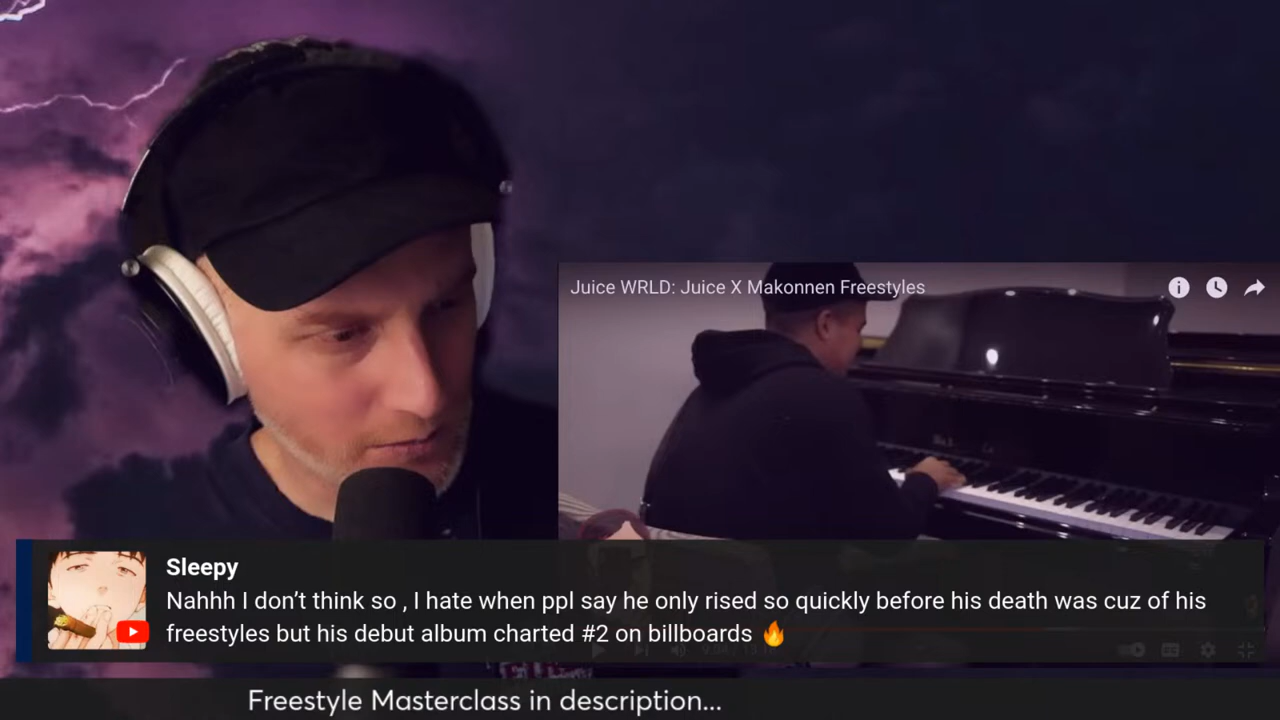 Juice WRLD: Juice X Makonnen Freestyles
Sleepy
Nahhh I don’t think so , I hate when ppl say he only rised so quickly before his death was cuz of his
freestyles but his debut album charted #2 on billboards 🔥
Freestyle Masterclass in description...